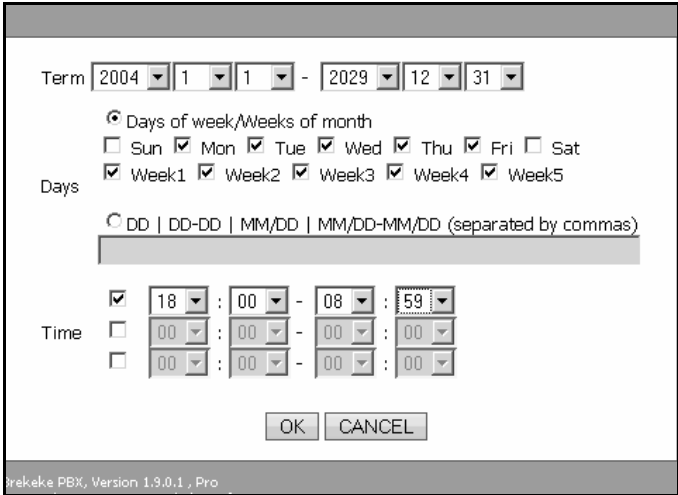 Term 2004 1 1 - 2029 12 31
Days of week/Weeks of month
Sun Mon Tue Wed Thu Fri Sat
Week1 Week2 Week3 Week4 Week5
Days
DD | DD-DD | MM/DD | MM/DD-MM/DD (separated by commas)
18 : 00 - 08 : 59
Time 00 : 00 - 00 : 00
00 : 00 - 00 : 00
OK CANCEL
Brekeke PBX, Version 1.9.0.1 , Pro